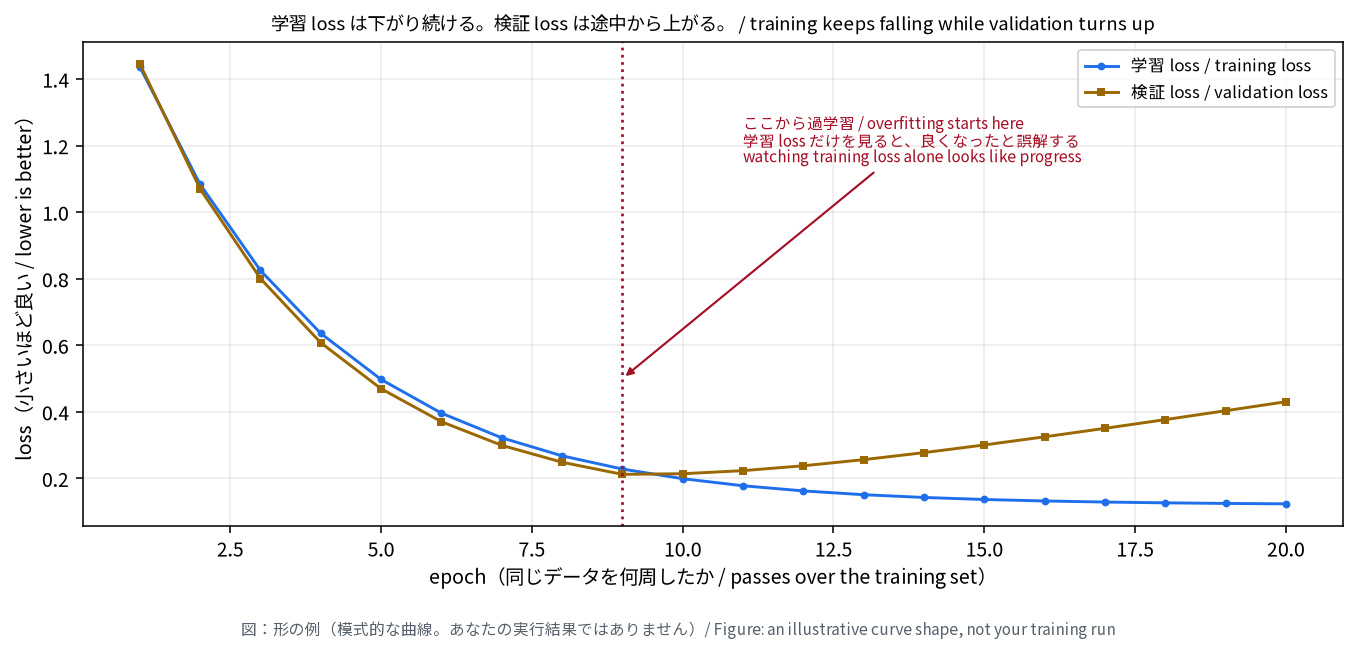 学習 loss は下がり続ける。検証 loss は途中から上がる。 / training keeps falling while validation turns up
学習 loss / training loss
検証 loss / validation loss
ここから過学習 / overfitting starts here
学習 loss だけを見ると、良くなったと誤解する
watching training loss alone looks like progress
loss（小さいほど良い / lower is better）
1.4
1.2
1.0
0.8
0.6
0.4
0.2
2.5 5.0 7.5 10.0 12.5 15.0 17.5 20.0
epoch（同じデータを何周したか / passes over the training set）
図：形の例（模式的な曲線。あなたの実行結果ではありません）/ Figure: an illustrative curve shape, not your training run